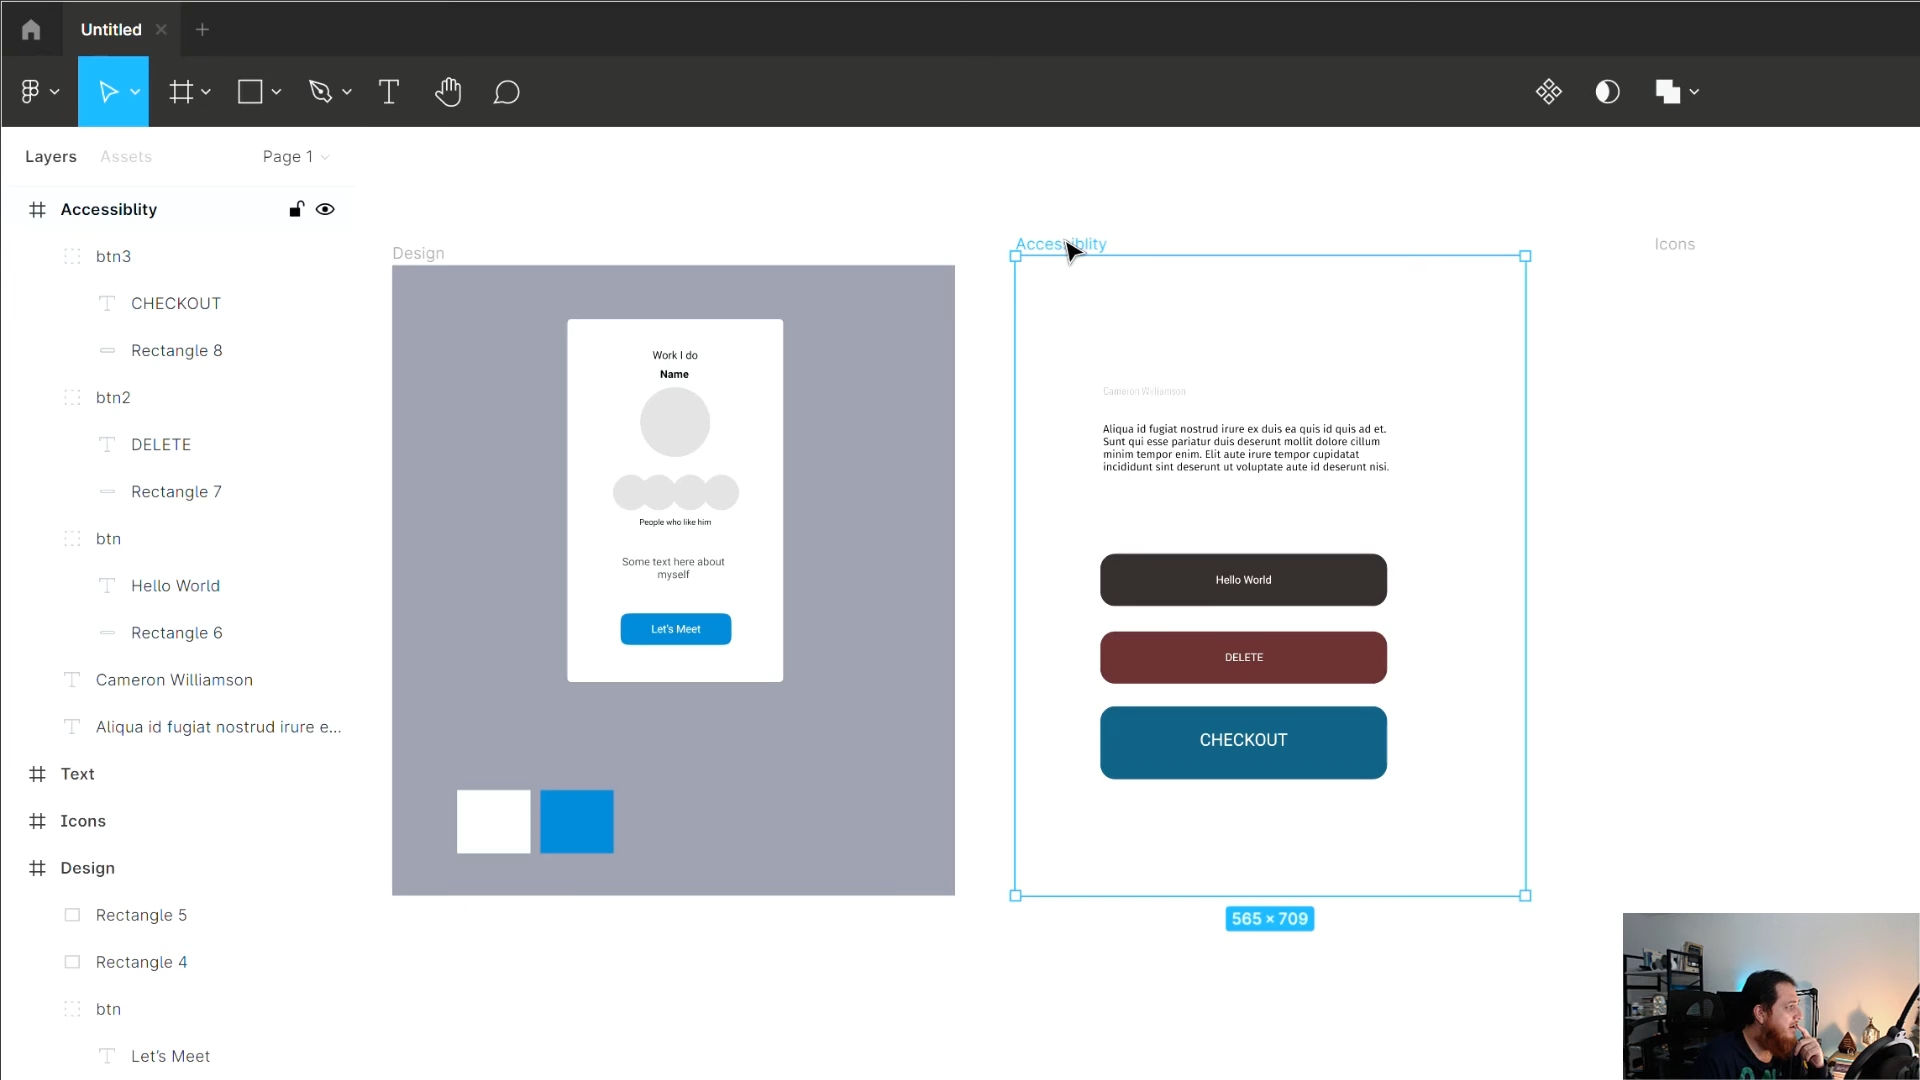 Untitled
Layers
Assets
Page 1
Accessiblity
btn3
CHECKOUT
Rectangle 8
btn2
DELETE
Rectangle 7
btn
Hello World
Rectangle 6
Cameron Williamson
Aliqua id fugiat nostrud irure e...
Text
Icons
Design
Rectangle 5
Rectangle 4
btn
Let's Meet
Design
Work I do
Name
People who like him
Some text here about
myself
Let's Meet
Accessiblity
Cameron Williamson
Aliqua id fugiat nostrud irure ex duis ea quis id quis ad et.
Sunt qui esse pariatur duis deserunt mollit dolore cillum
minim tempor enim. Elit aute irure tempor cupidatat
incididunt sint deserunt ut voluptate aute id deserunt nisi.
Hello World
DELETE
CHECKOUT
565 × 709
Icons